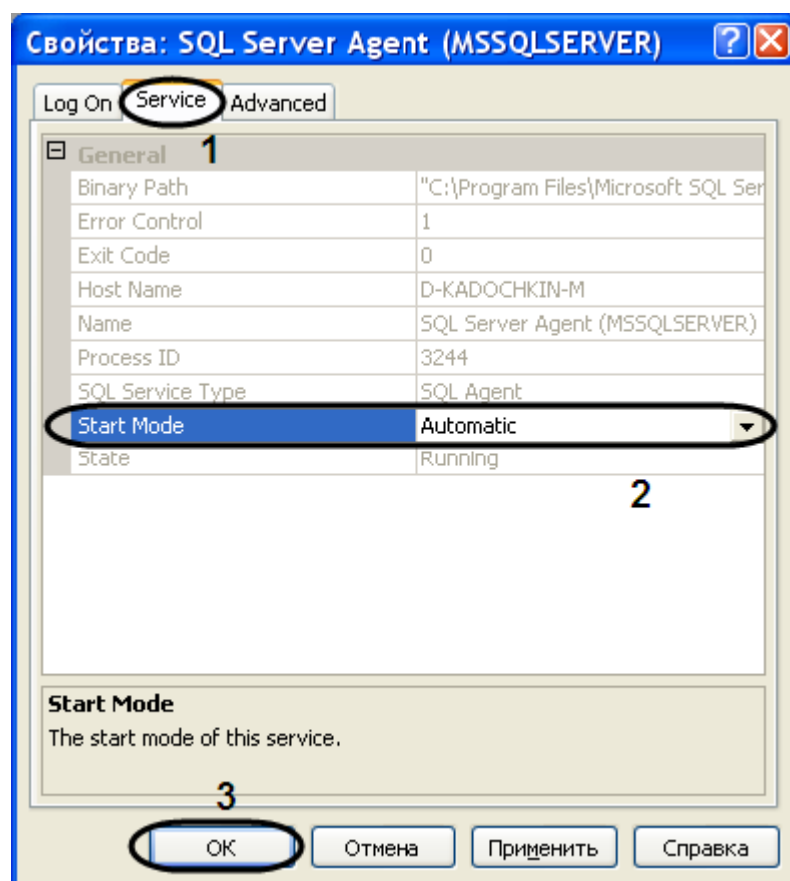 Свойства: SQL Server Agent (MSSQLSERVER)
Log On Service Advanced
1
General
Binary Path "C:\Program Files\Microsoft SQL Ser
Error Control 1
Exit Code 0
Host Name D-KADOCHKIN-M
Name SQL Server Agent (MSSQLSERVER)
Process ID 3244
SQL Service Type SQL Agent
Start Mode Automatic
State Running
2
Start Mode
The start mode of this service.
3
ОК Отмена Применить Справка